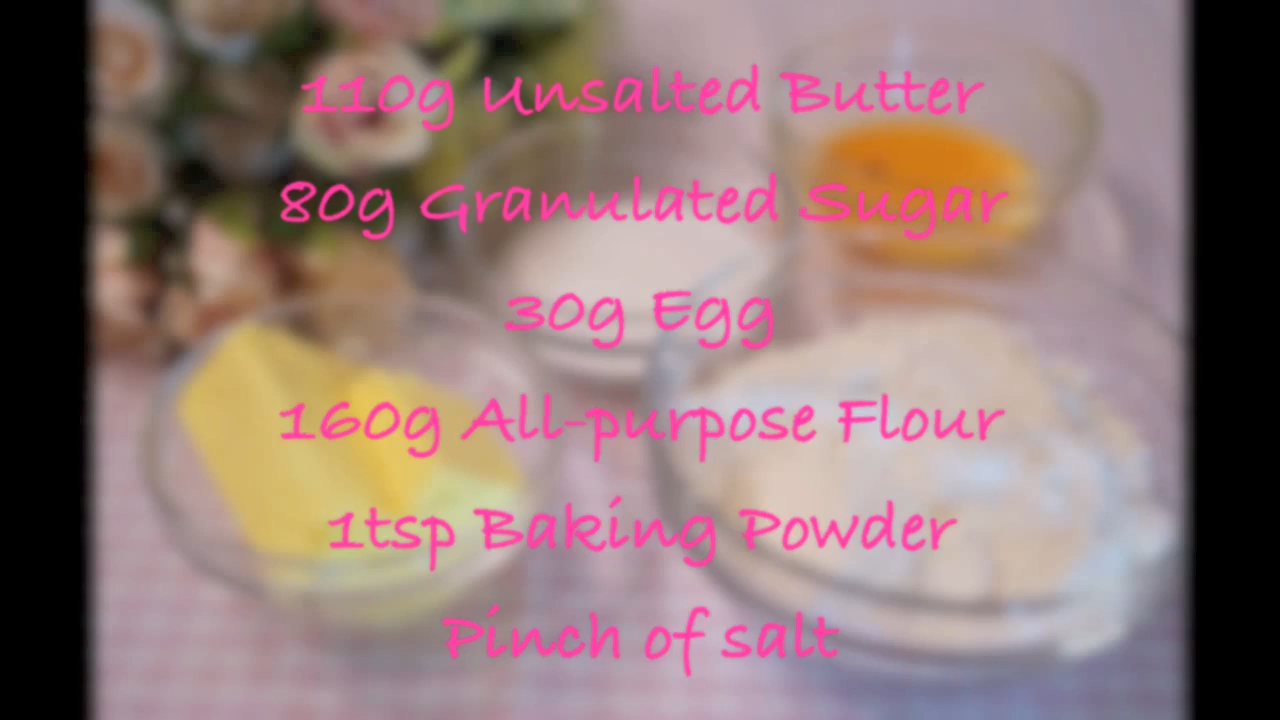 110g Unsalted Butter
80g Granulated Sugar
30g Egg
160g All-purpose Flour
1tsp Baking Powder
Pinch of salt